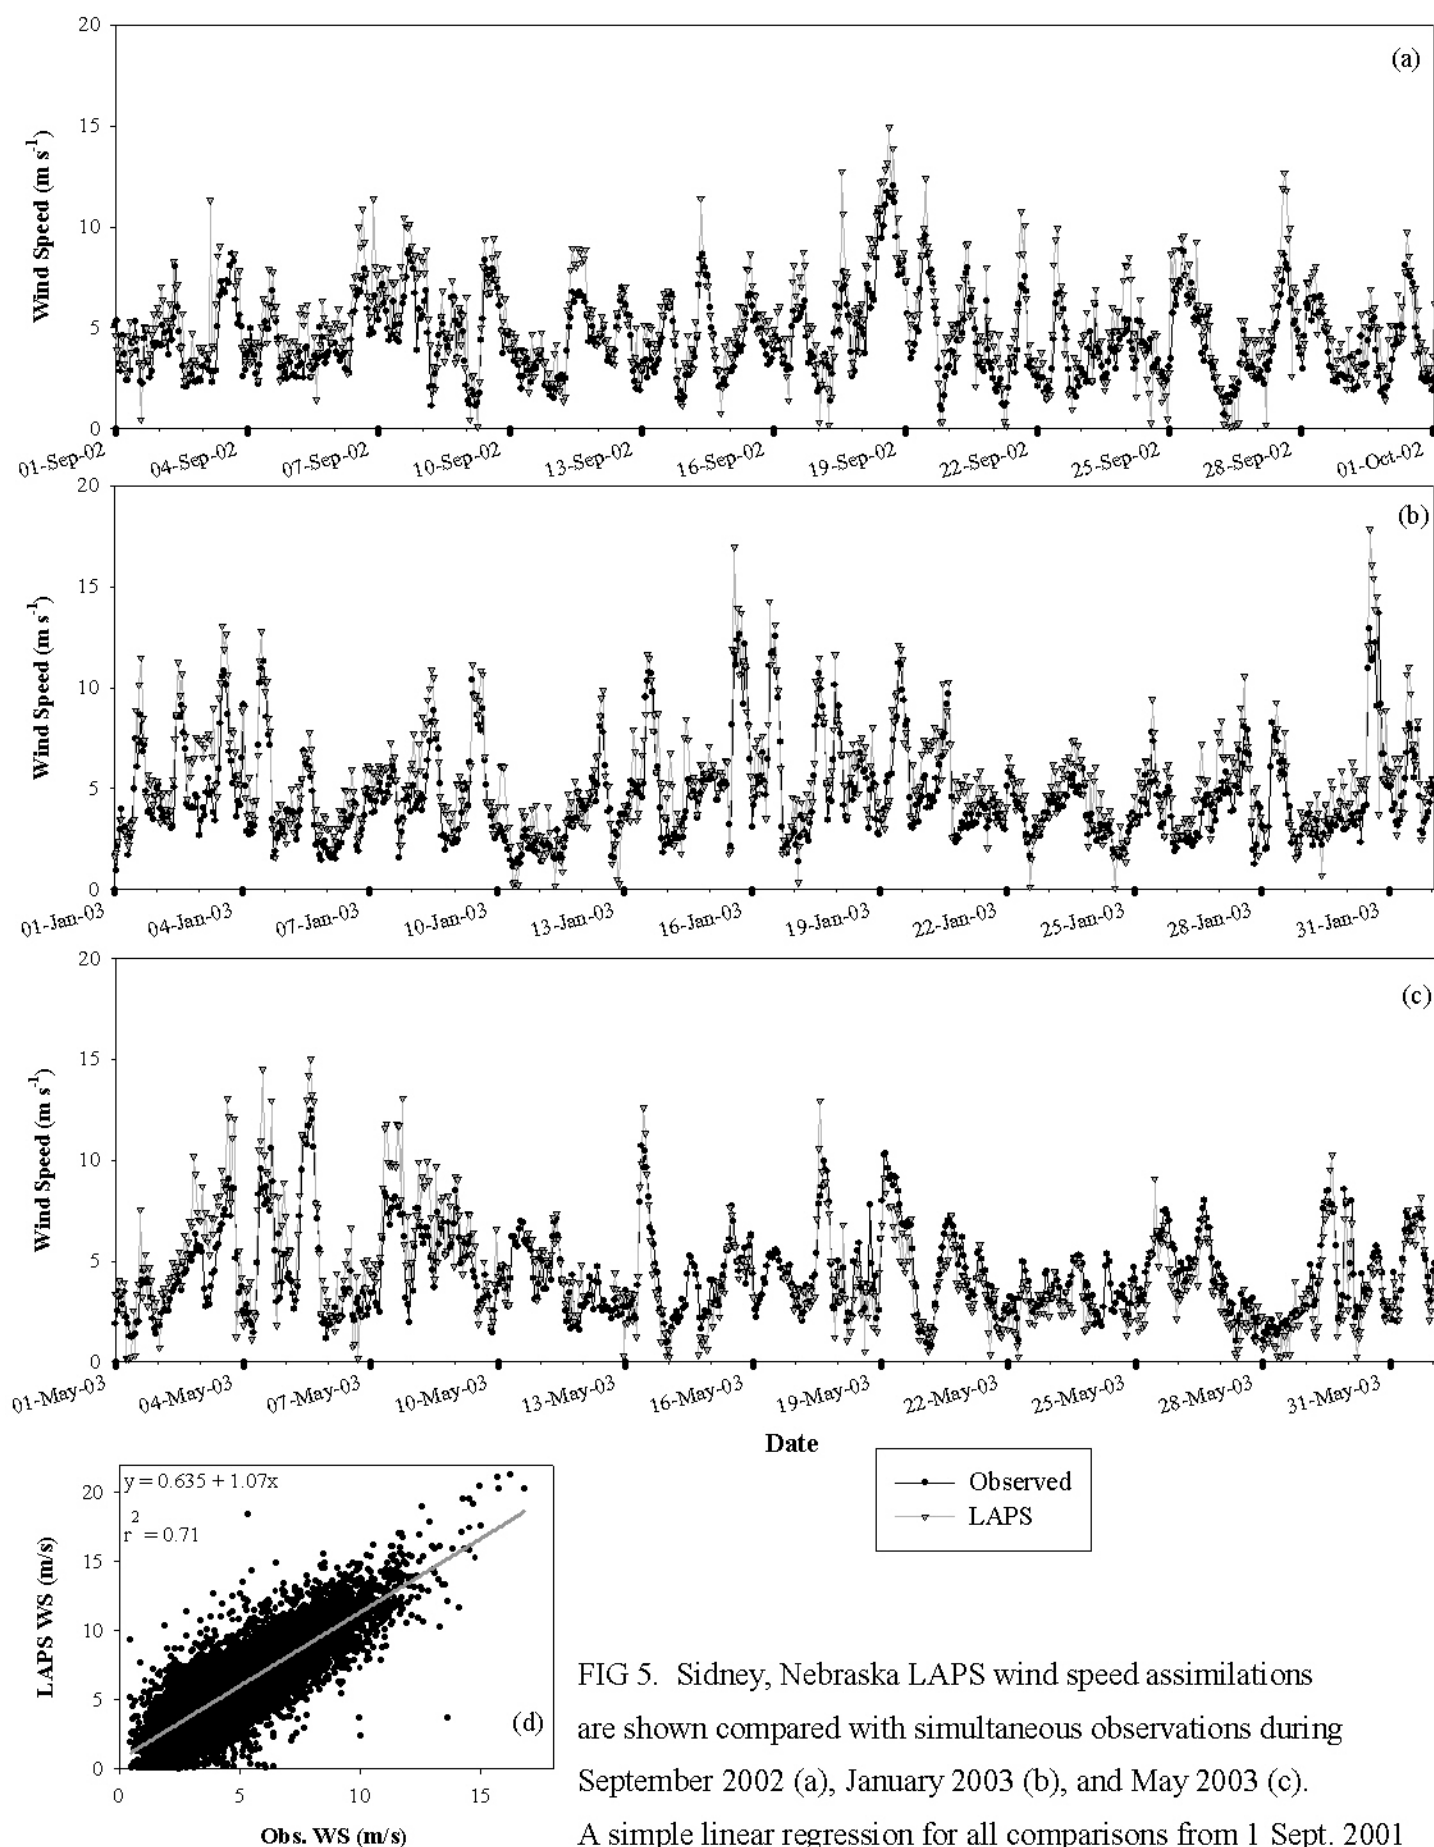 20
(a)
15
10
5
0
Wind Speed (m s-1)
01-Sep-02 04-Sep-02 07-Sep-02 10-Sep-02 13-Sep-02 16-Sep-02 19-Sep-02 22-Sep-02 25-Sep-02 28-Sep-02 01-Oct-02
20
(b)
15
10
5
0
Wind Speed (m s-1)
01-Jan-03 04-Jan-03 07-Jan-03 10-Jan-03 13-Jan-03 16-Jan-03 19-Jan-03 22-Jan-03 25-Jan-03 28-Jan-03 31-Jan-03
20
(c)
15
10
5
0
Wind Speed (m s-1)
01-May-03 04-May-03 07-May-03 10-May-03 13-May-03 16-May-03 19-May-03 22-May-03 25-May-03 28-May-03 31-May-03
Date
Observed
LAPS
y = 0.635 + 1.07x
r2 = 0.71
20
15
10
5
0
LAPS WS (m/s)
(d)
0 5 10 15
Obs. WS (m/s)
FIG 5. Sidney, Nebraska LAPS wind speed assimilations
are shown compared with simultaneous observations during
September 2002 (a), January 2003 (b), and May 2003 (c).
A simple linear regression for all comparisons from 1 Sept. 2001